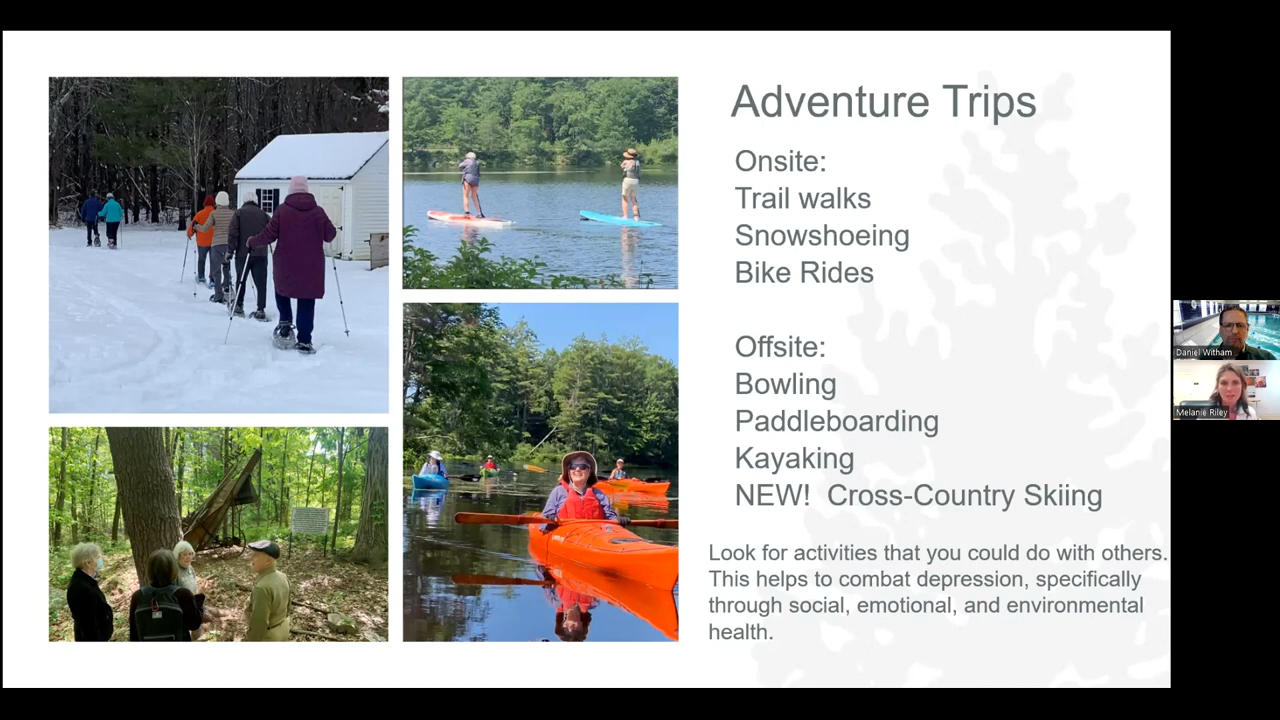 Adventure Trips
Onsite:
Trail walks
Snowshoeing
Bike Rides
Offsite:
Bowling
Paddleboarding
Kayaking
NEW! Cross-Country Skiing
Look for activities that you could do with others.
This helps to combat depression, specifically
through social, emotional, and environmental
health.
Daniel Witham
Melanie Riley